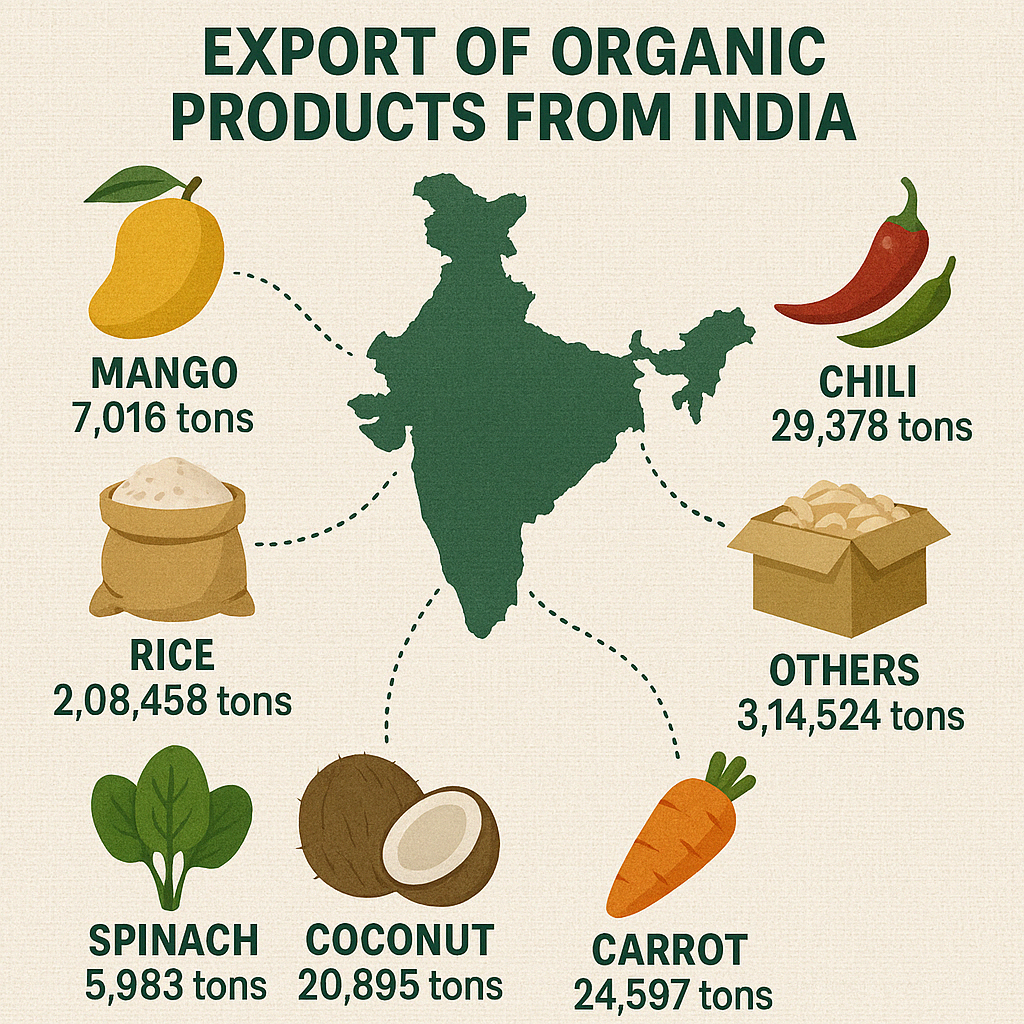 EXPORT OF ORGANIC
PRODUCTS FROM INDIA
MANGO
7,016 tons
CHILI
29,378 tons
RICE
2,08,458 tons
OTHERS
3,14,524 tons
SPINACH
5,983 tons
COCONUT
20,895 tons
CARROT
24,597 tons